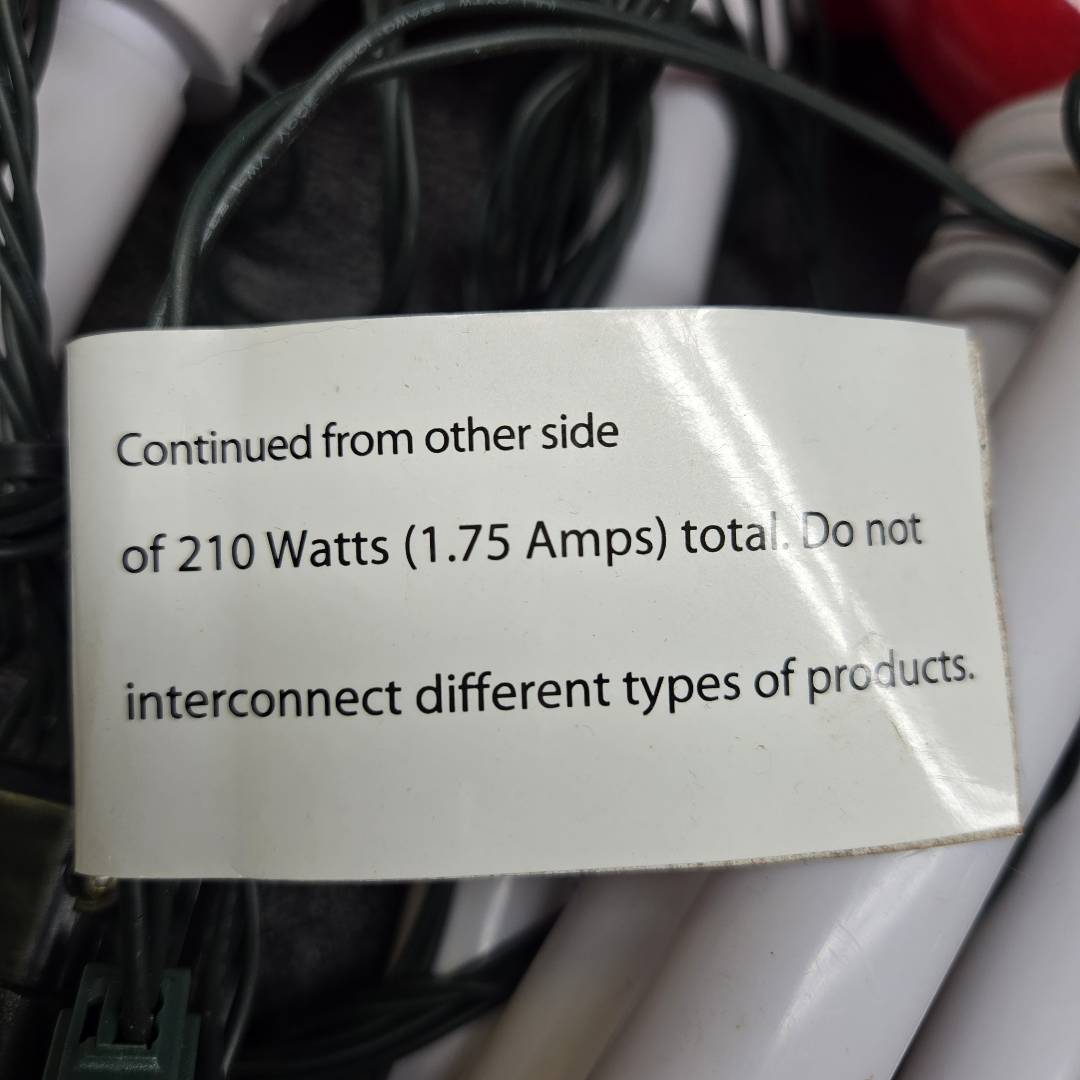 Continued from other side
of 210 Watts (1.75 Amps) total. Do not
interconnect different types of products.